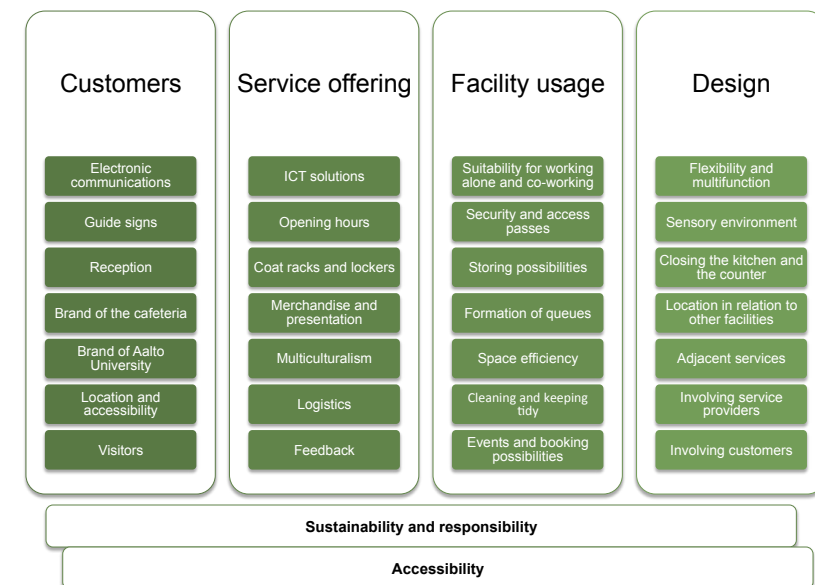 Customers
Electronic
communications
Guide signs
Reception
Brand of the cafeteria
Brand of Aalto
University
Location and
accessibility
Visitors
Service offering
ICT solutions
Opening hours
Coat racks and lockers
Merchandise and
presentation
Multiculturalism
Logistics
Feedback
Facility usage
Suitability for working
alone and co-working
Security and access
passes
Storing possibilities
Formation of queues
Space efficiency
Cleaning and keeping
tidy
Events and booking
possibilities
Design
Flexibility and
multifunction
Sensory environment
Closing the kitchen and
the counter
Location in relation to
other facilities
Adjacent services
Involving service
providers
Involving customers
Sustainability and responsibility
Accessibility